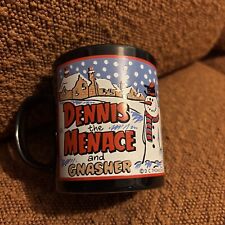 DENNIS
the
MENACE
and
GNASHER